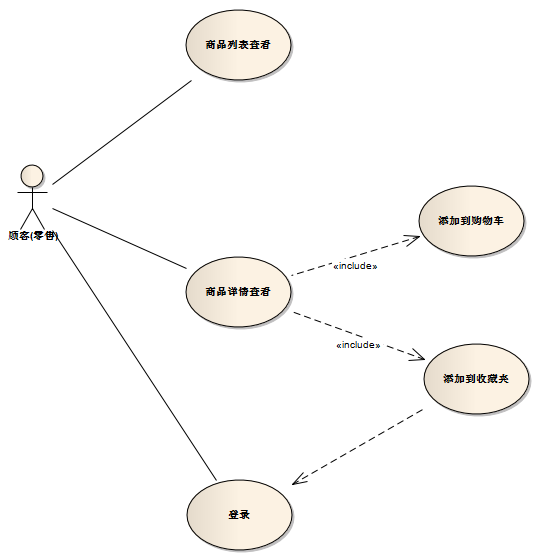 商品列表查看
添加到购物车
顾客(零售)
«include»
商品详情查看
«include»
添加到收藏夹
登录